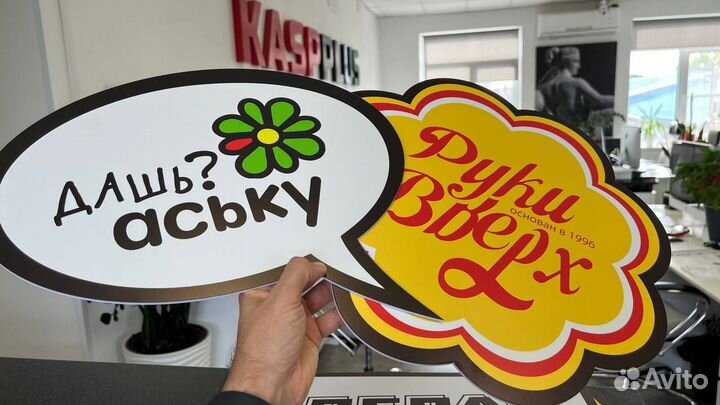 KASPPLUS
ДАШЬ?
аську
Руки
Вверх
основан в 1996
Avito